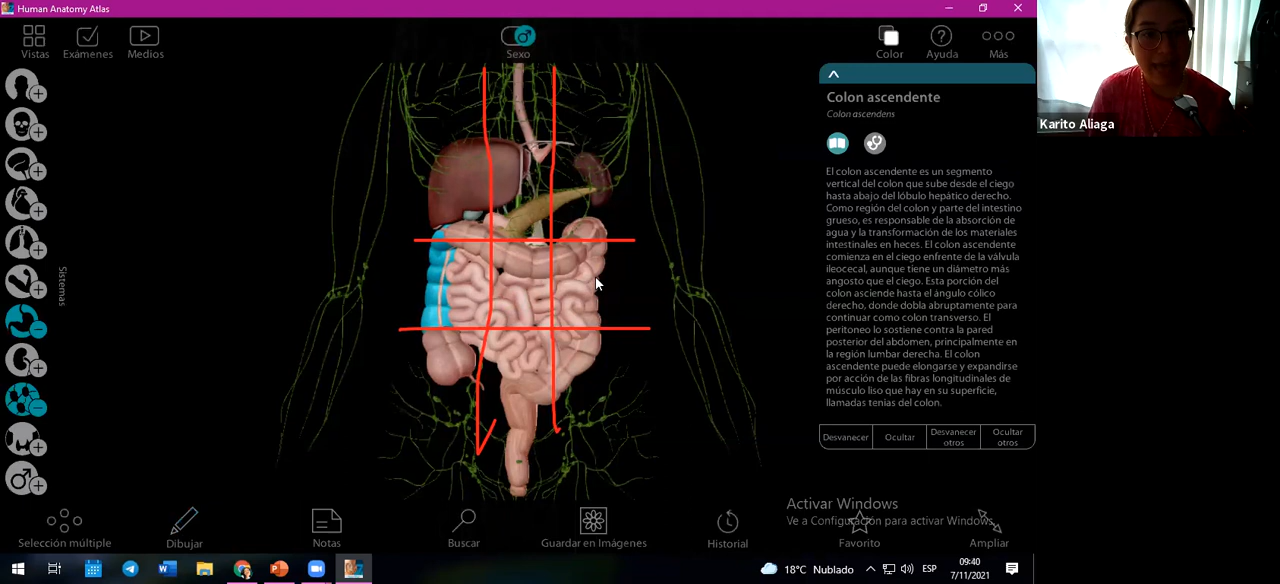 Human Anatomy Atlas
Vistas
Exámenes
Medios
Sexo
Color
Ayuda
Más
Karito Aliaga
Sistemas
Colon ascendente
Colon ascendens
El colon ascendente es un segmento
vertical del colon que sube desde el ciego
hasta abajo del lóbulo hepático derecho.
Como región del colon y parte del intestino
grueso, es responsable de la absorción de
agua y la transformación de los materiales
intestinales en heces. El colon ascendente
comienza en el ciego enfrente de la válvula
ileocecal, aunque tiene un diámetro más
angosto que el ciego. Esta porción del
colon asciende hasta el ángulo cólico
derecho, donde dobla abruptamente para
continuar como colon transverso. El
peritoneo lo sostiene contra la pared
posterior del abdomen, principalmente en
la región lumbar derecha. El colon
ascendente puede elongarse y expandirse
por acción de las fibras longitudinales de
músculo liso que hay en su superficie,
llamadas tenias del colon.
Desvanecer
Ocultar
Desvanecer otros
Ocultar otros
Activar Windows
Ve a Configuración para activar Windows.
Selección múltiple
Dibujar
Notas
Buscar
Guardar en Imágenes
Historial
Favorito
Ampliar
18°C Nublado
ESP
09:40
7/11/2021